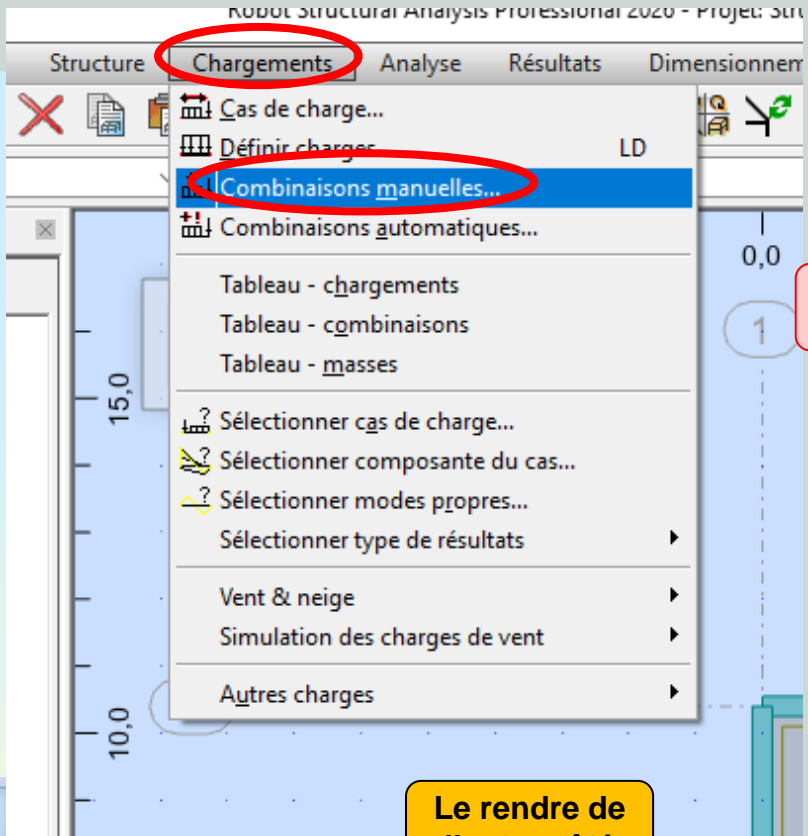 Robot Structural Analysis Professional 2026 - Projet: Str
Structure Chargements Analyse Résultats Dimensionnem
Cas de charge...
Définir charges... LD
Combinaisons manuelles...
Combinaisons automatiques...
Tableau - chargements
Tableau - combinaisons
Tableau - masses
Sélectionner cas de charge...
Sélectionner composante du cas...
Sélectionner modes propres...
Sélectionner type de résultats
Vent & neige
Simulation des charges de vent
Autres charges
0,0
1
15,0
10,0
Le rendre de